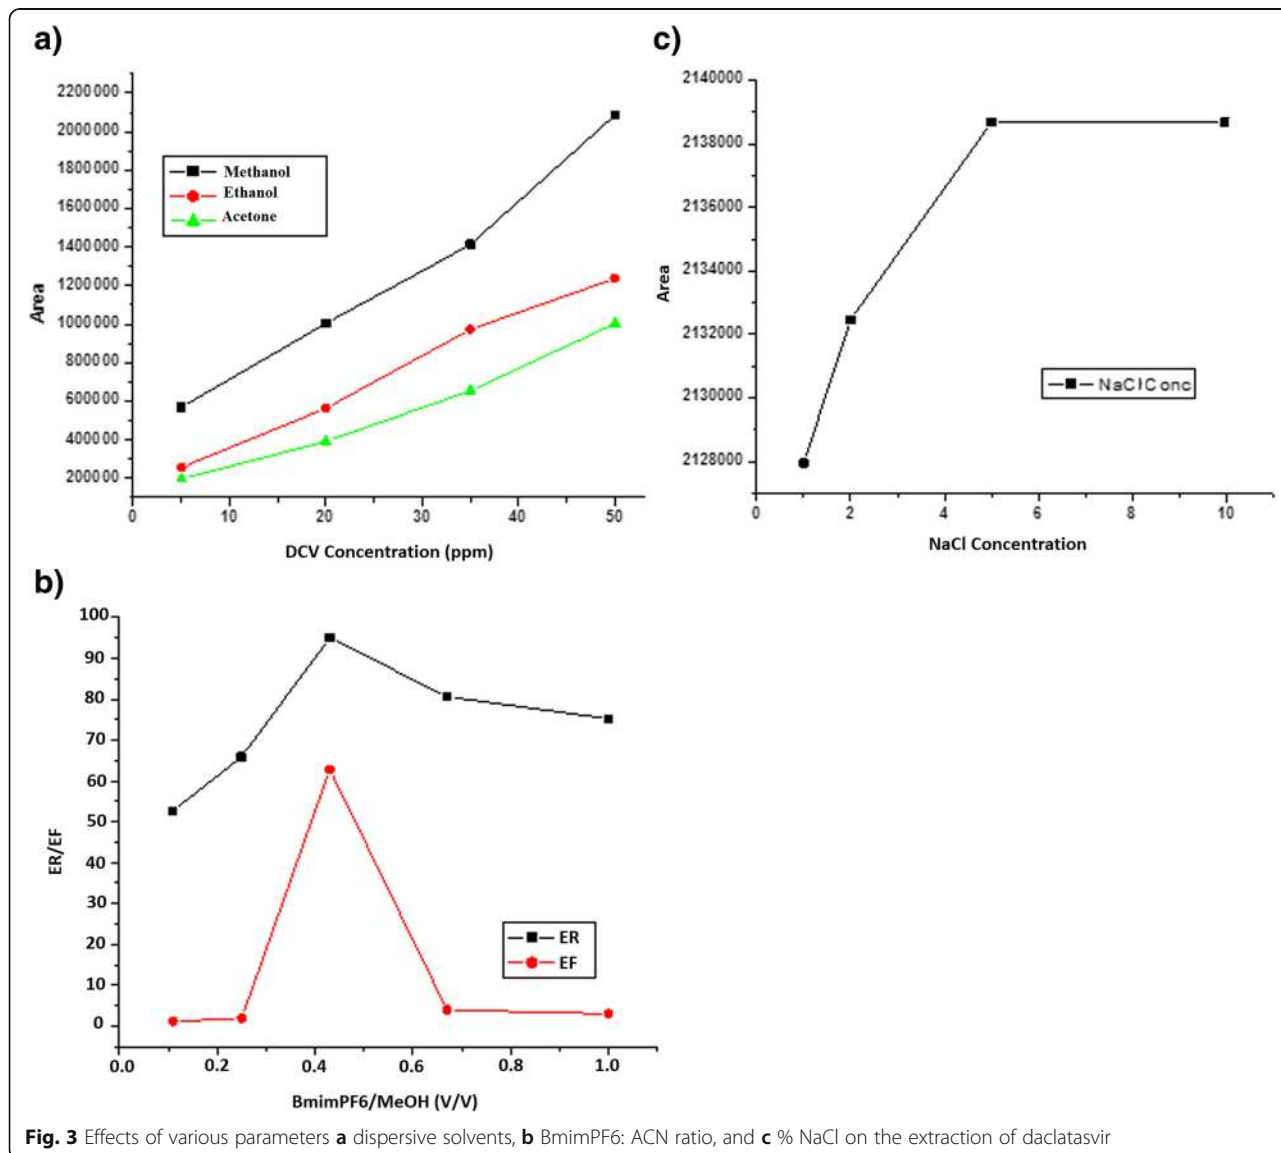 a)
2200000
2000000
1800000
1600000
1400000
1200000
1000000
800000
600000
400000
200000
Area
Methanol
Ethanol
Acetone
0 10 20 30 40 50
DCV Concentration (ppm)
c)
2140000
2138000
2136000
2134000
2132000
2130000
2128000
Area
NaClConc
0 2 4 6 8 10
NaCl Concentration
b)
100
90
80
70
60
50
40
30
20
10
0
ER/EF
ER
EF
0.0 0.2 0.4 0.6 0.8 1.0
BmimPF6/MeOH (V/V)
Fig. 3 Effects of various parameters a dispersive solvents, b BmimPF6: ACN ratio, and c % NaCl on the extraction of daclatasvir